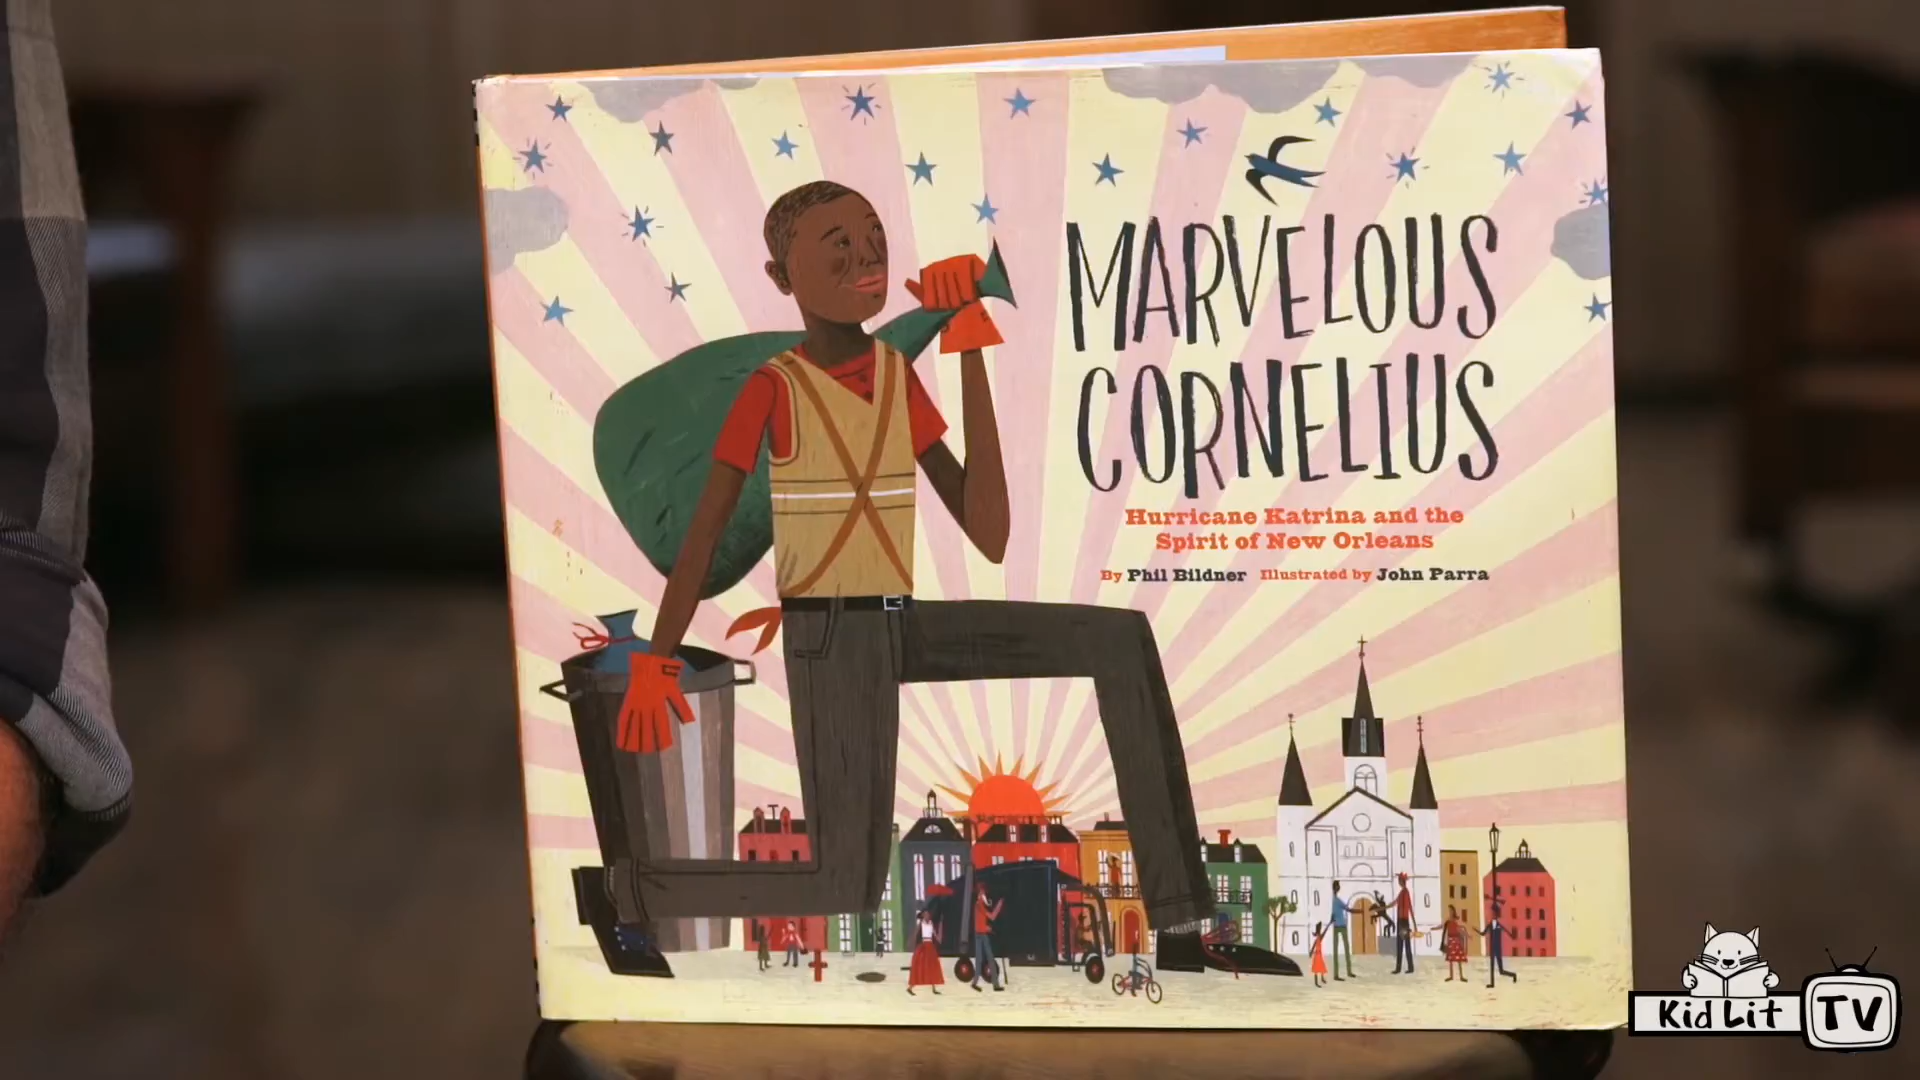 MARVELOUS
CORNELIUS
Hurricane Katrina and the
Spirit of New Orleans
By Phil Bildner Illustrated by John Parra
Kid Lit TV